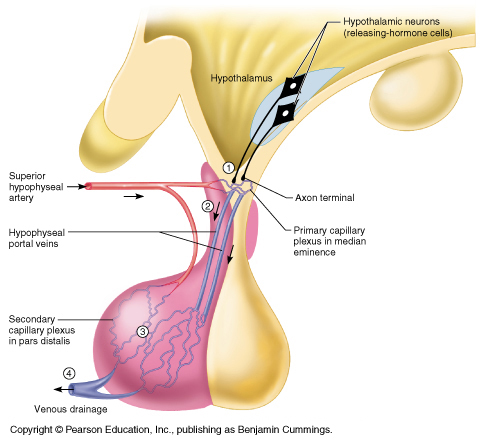 Hypothalamic neurons
(releasing-hormone cells)
Hypothalamus
1
Superior
hypophyseal
artery
Axon terminal
2
Hypophyseal
portal veins
Primary capillary
plexus in median
eminence
Secondary
capillary plexus
in pars distalis
3
4
Venous drainage
Copyright © Pearson Education, Inc., publishing as Benjamin Cummings.